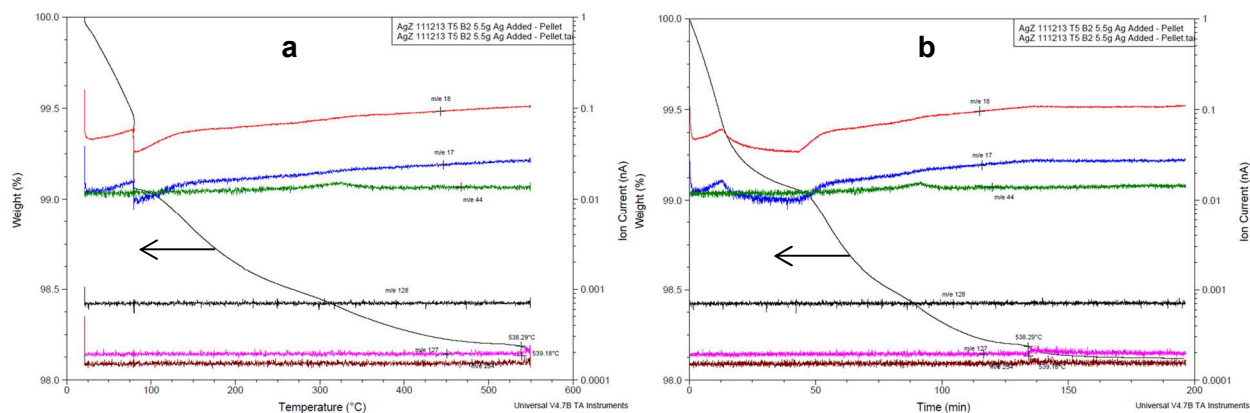 100.0
99.5
99.0
98.5
98.0
Weight (%)
a
AgZ 111213 T5 B2 5.5g Ag Added - Pellet
AgZ 111213 T5 B2 5.5g Ag Added - Pellet.tai
m/e 18
m/e 17
m/e 44
m/e 128
m/e 127
538.29°C
539.18°C
1
0.1
0.01
0.001
0.0001
Ion Current (nA)
0 100 200 300 400 500 600
Temperature (°C)
Universal V4.7B TA Instruments
100.0
99.5
99.0
98.5
98.0
Weight (%)
b
AgZ 111213 T5 B2 5.5g Ag Added - Pellet
AgZ 111213 T5 B2 5.5g Ag Added - Pellet.tai
m/e 18
m/e 17
m/e 44
m/e 128
m/e 127
m/e 254
538.29°C
539.18°C
1
0.1
0.01
0.001
0.0001
Ion Current (nA)
0 50 100 150 200
Time (min)
Universal V4.7B TA Instruments